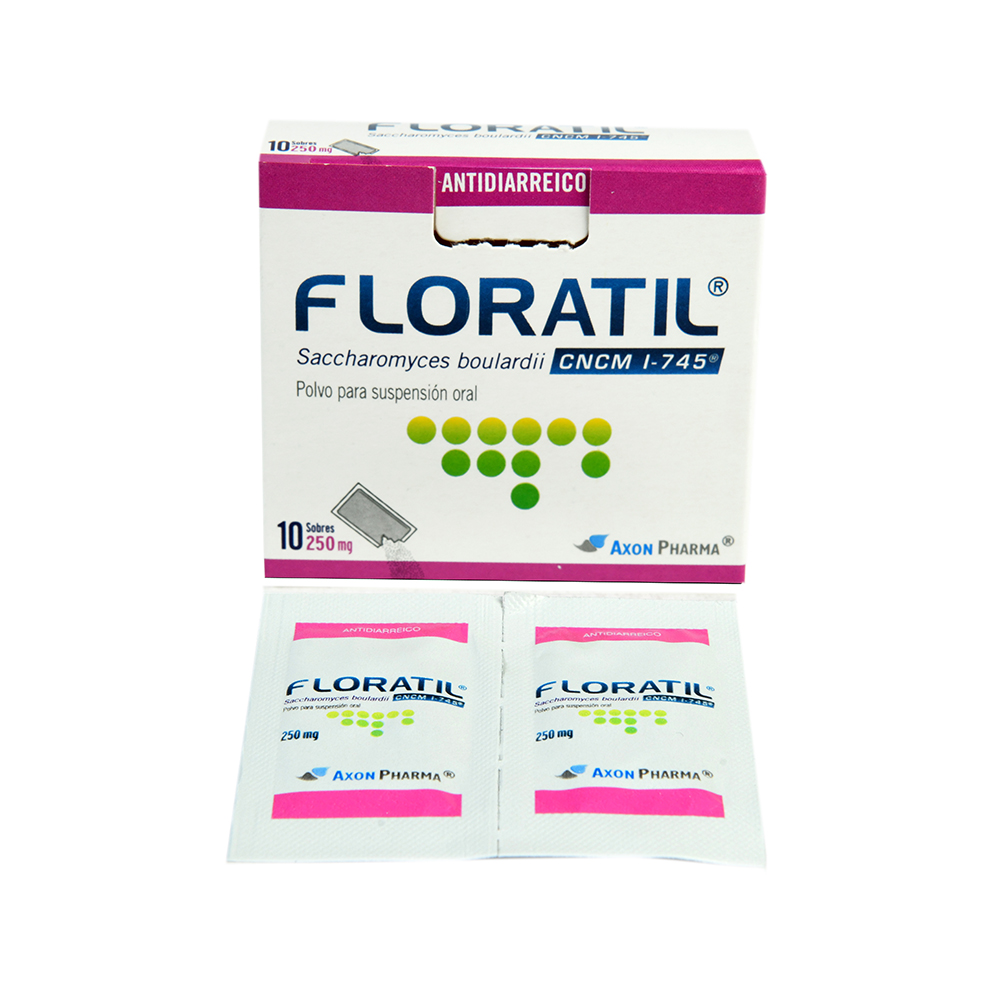 FLORATIL
Saccharomyces boulardii CNCM I-745
10 Sobres 250 mg
ANTIDIARREICO
FLORATIL®
Saccharomyces boulardii CNCM I-745®
Polvo para suspensión oral
10 Sobres 250 mg
AXON PHARMA®
ANTIDIARREICO
FLORATIL®
Saccharomyces boulardii CNCM I-745®
Polvo para suspensión oral
250 mg
AXON PHARMA®
ANTIDIARREICO
FLORATIL®
Saccharomyces boulardii CNCM I-745®
Polvo para suspensión oral
250 mg
AXON PHARMA®